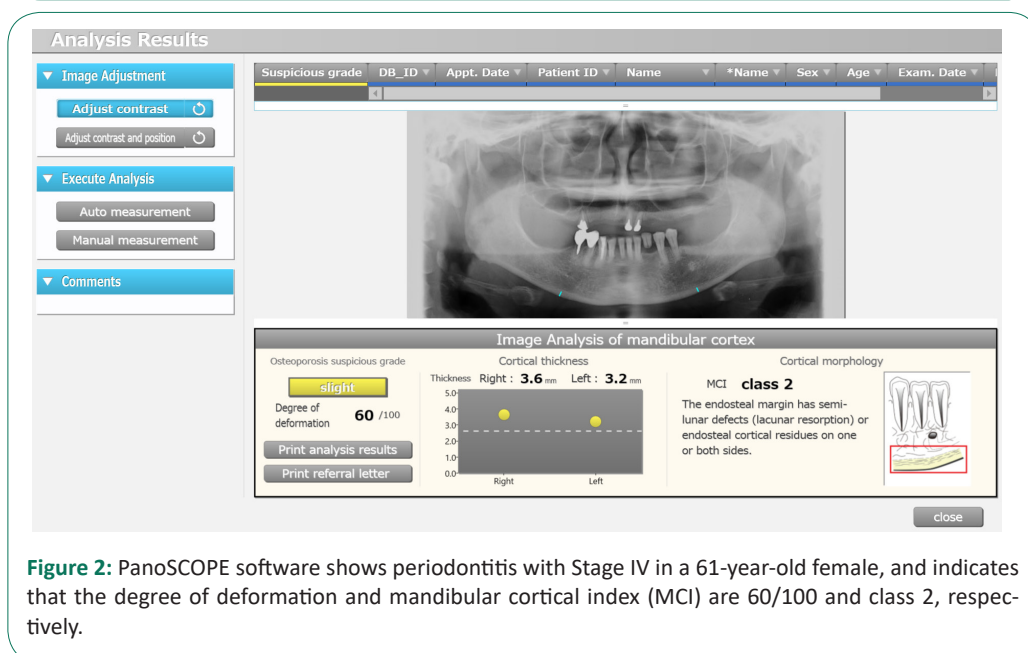 Analysis Results
Image Adjustment
Adjust contrast
Adjust contrast and position
Execute Analysis
Auto measurement
Manual measurement
Comments
Suspicious grade DB_ID Appt. Date Patient ID Name *Name Sex Age Exam. Date
Image Analysis of mandibular cortex
Osteoporosis suspicious grade
slight
Degree of
deformation 60 /100
Print analysis results
Print referral letter
Cortical thickness
Thickness Right : 3.6 mm Left : 3.2 mm
5.0
4.0
3.0
2.0
1.0
0.0
Right Left
Cortical morphology
MCI class 2
The endosteal margin has semi-
lunar defects (lacunar resorption) or
endosteal cortical residues on one
or both sides.
close
Figure 2: PanoSCOPE software shows periodontitis with Stage IV in a 61-year-old female, and indicates
that the degree of deformation and mandibular cortical index (MCI) are 60/100 and class 2, respec-
tively.